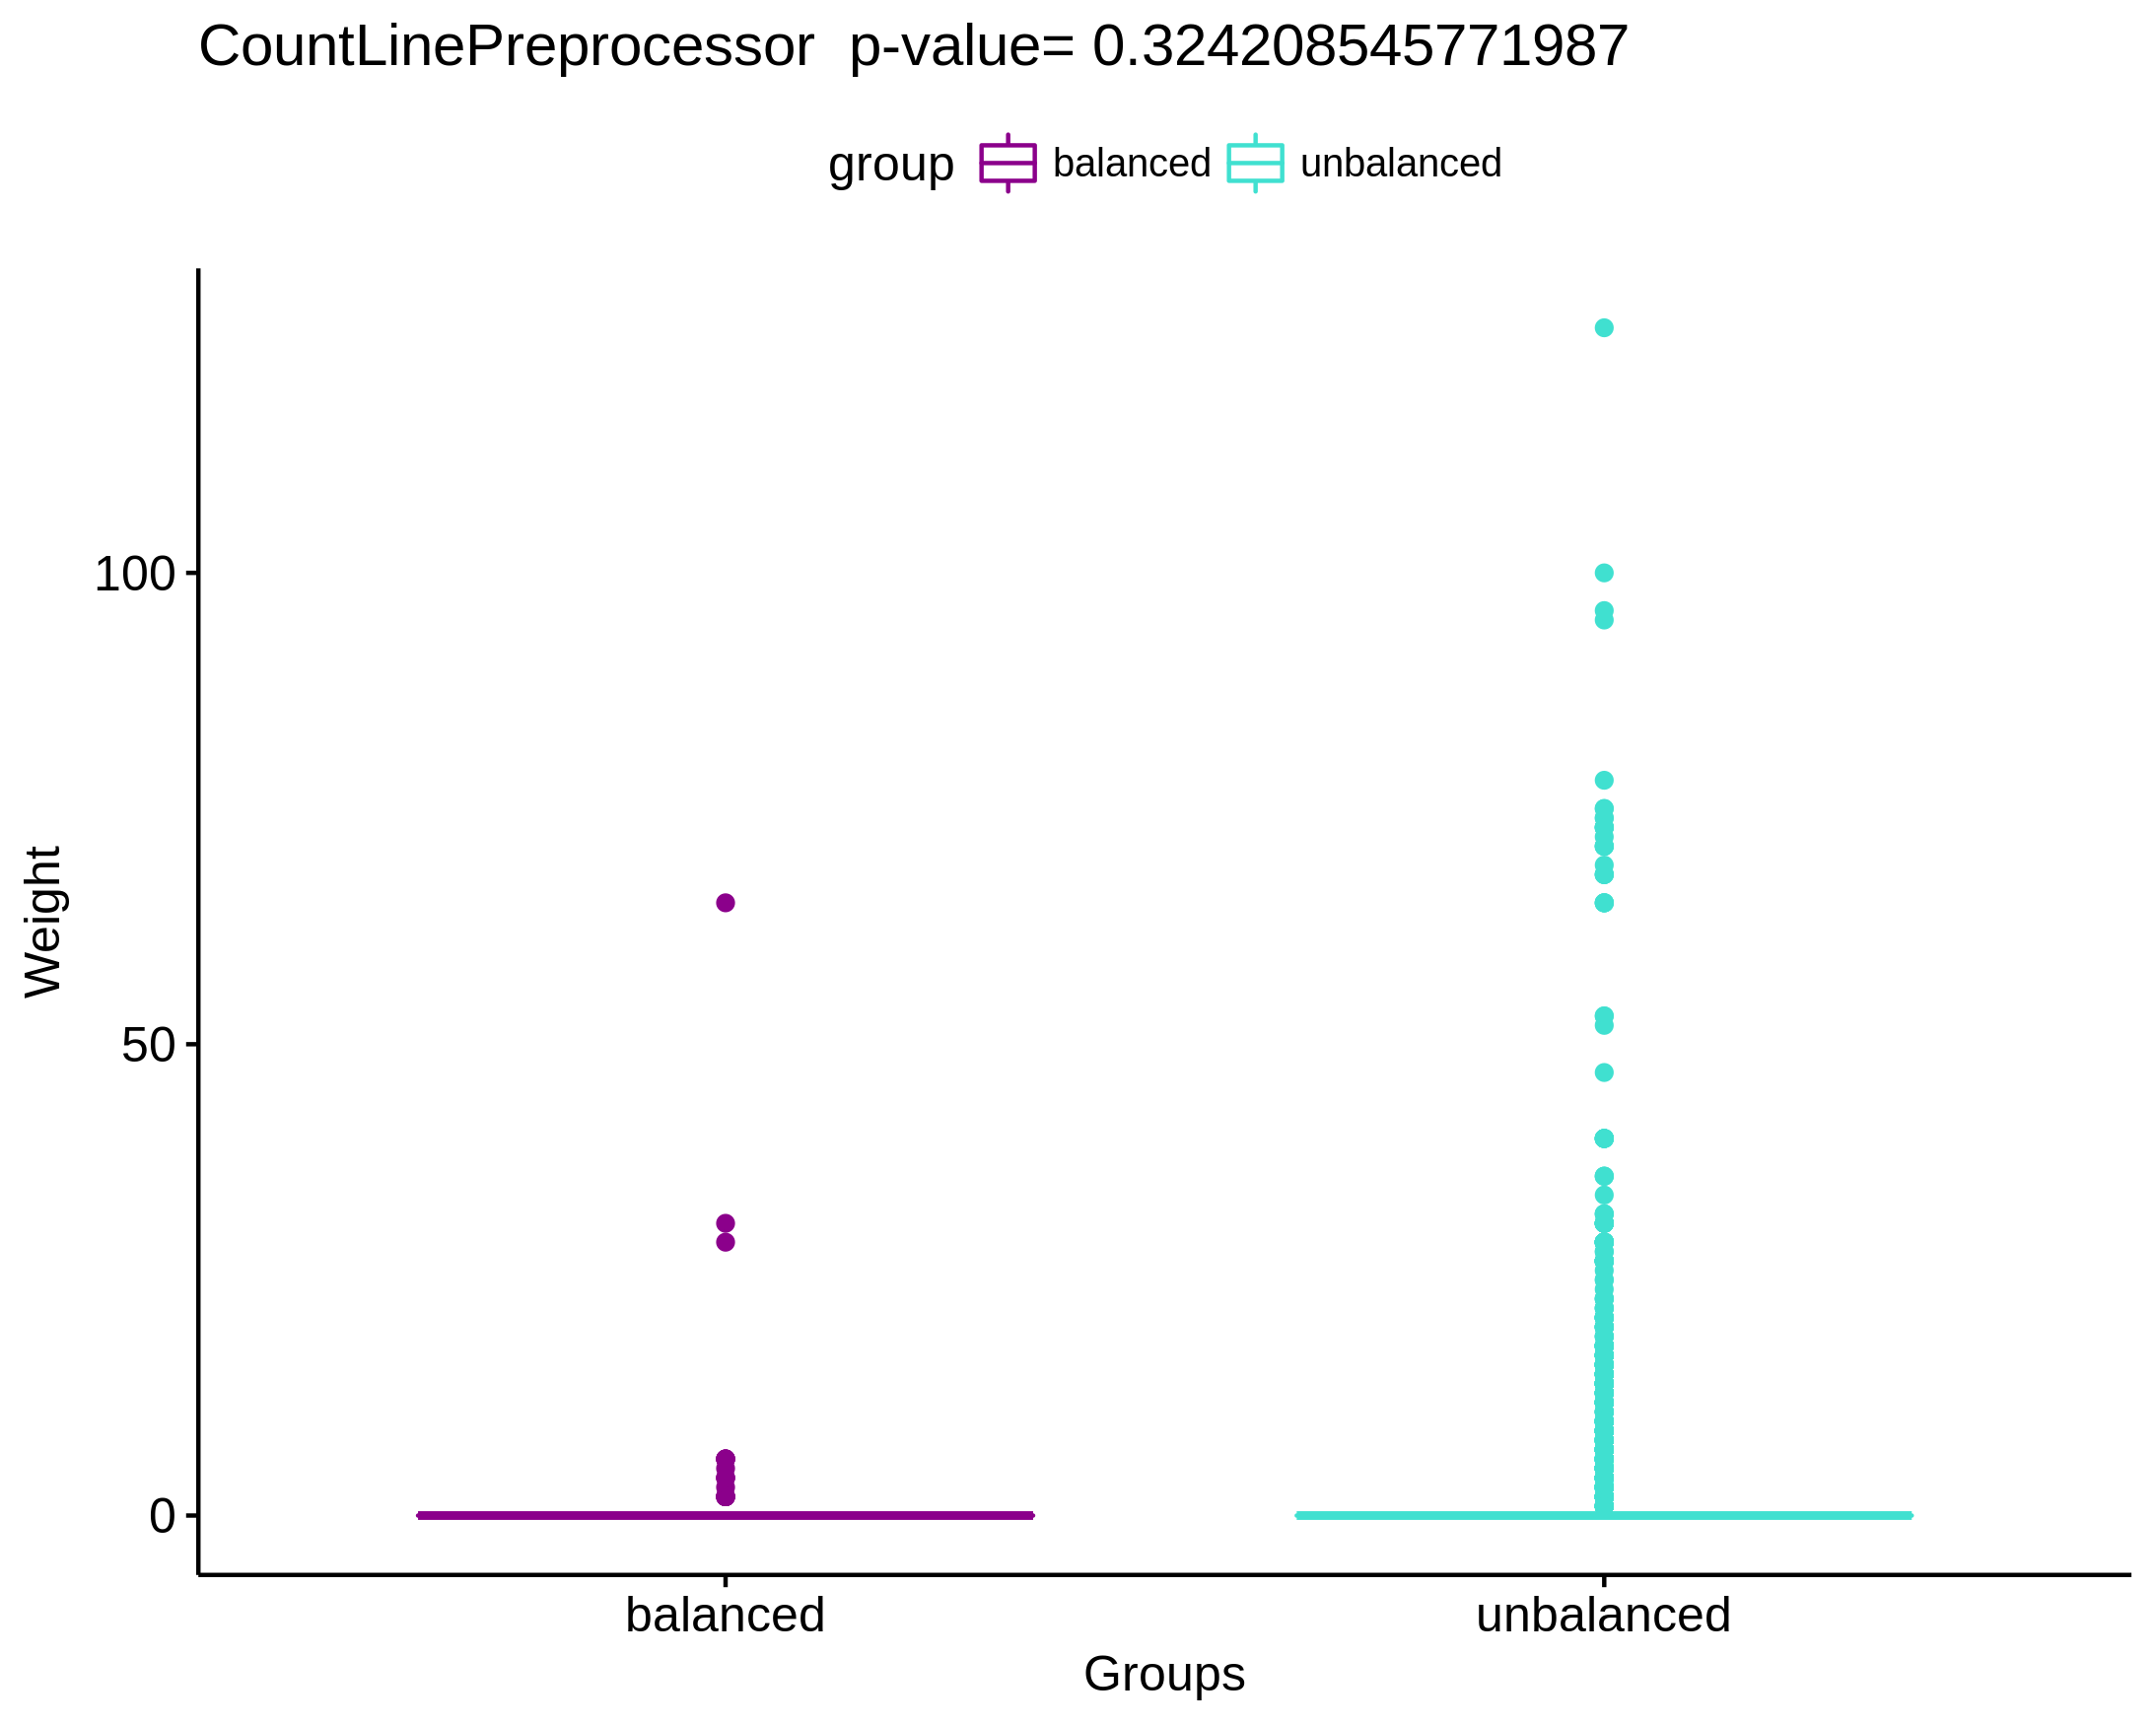 CountLinePreprocessor  p-value= 0.324208545771987
group balanced unbalanced
100
50
0
Weight
balanced unbalanced
Groups